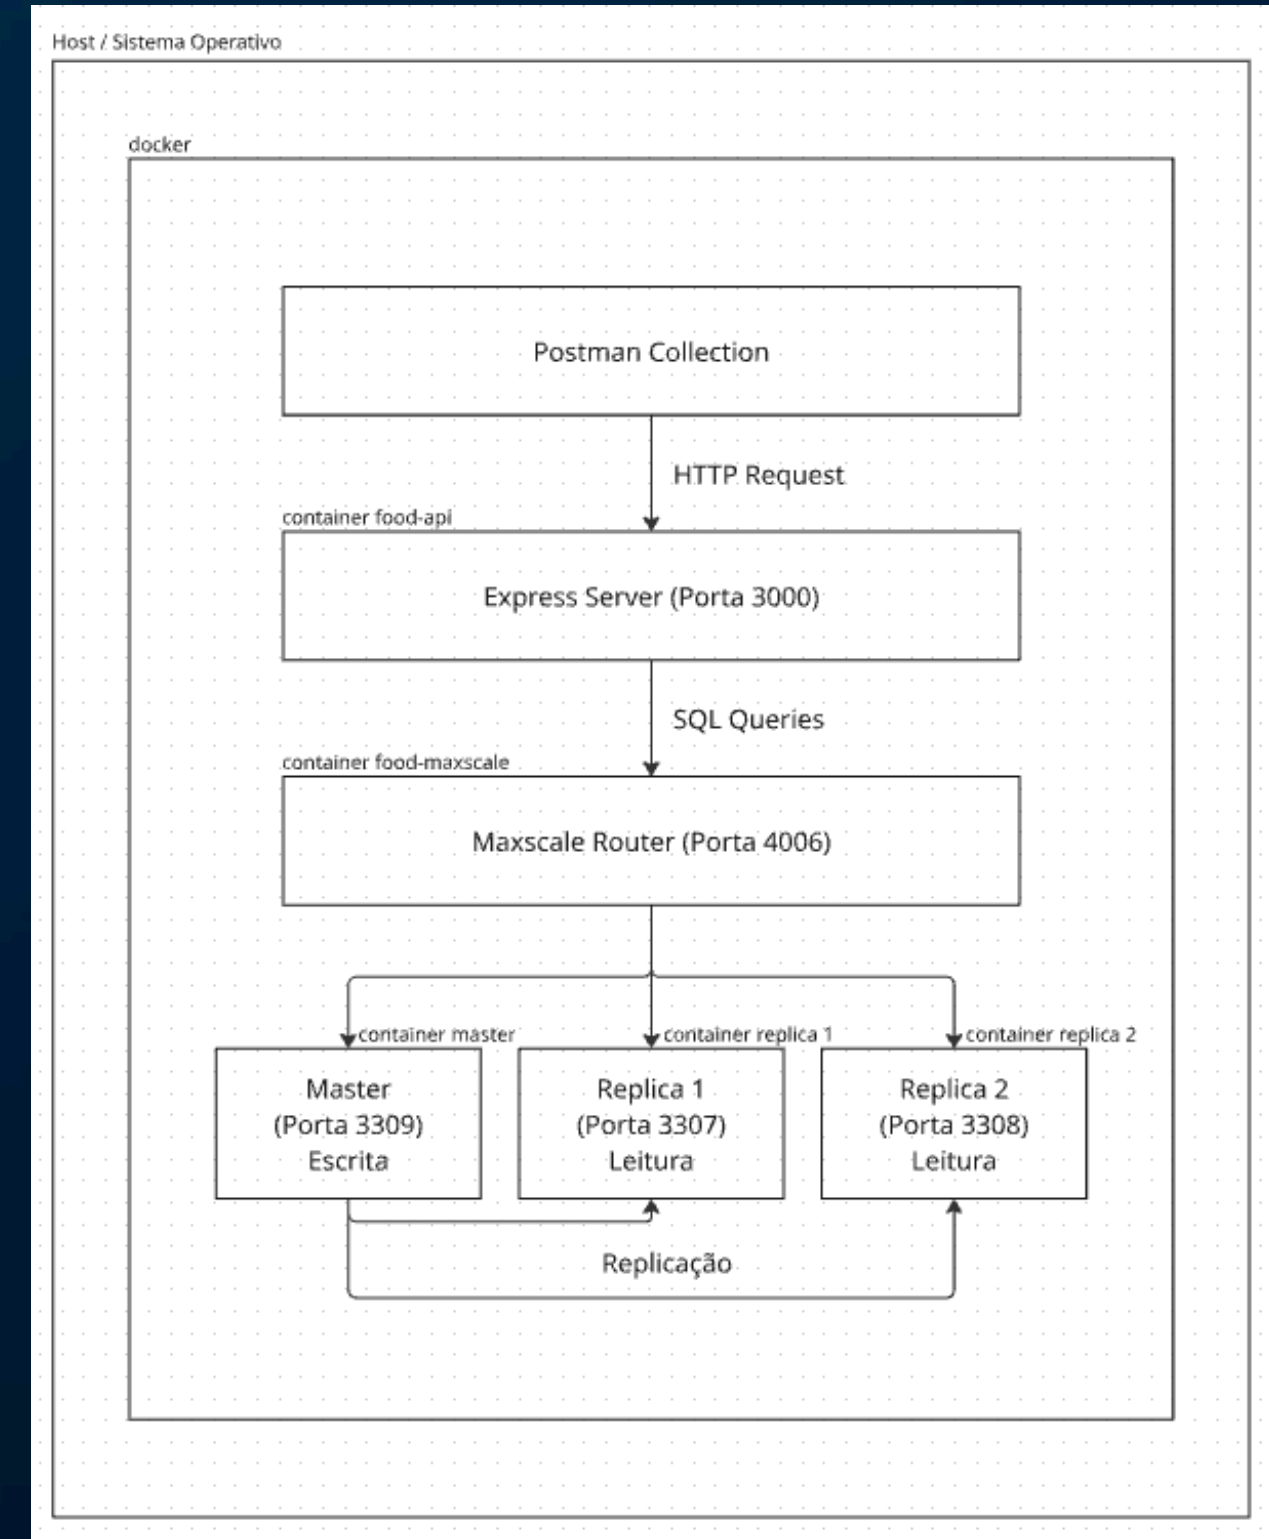 Host / Sistema Operativo
docker
Postman Collection
HTTP Request
container food-api
Express Server (Porta 3000)
SQL Queries
container food-maxscale
Maxscale Router (Porta 4006)
container master
container replica 1
container replica 2
Master
(Porta 3309)
Escrita
Replica 1
(Porta 3307)
Leitura
Replica 2
(Porta 3308)
Leitura
Replicação